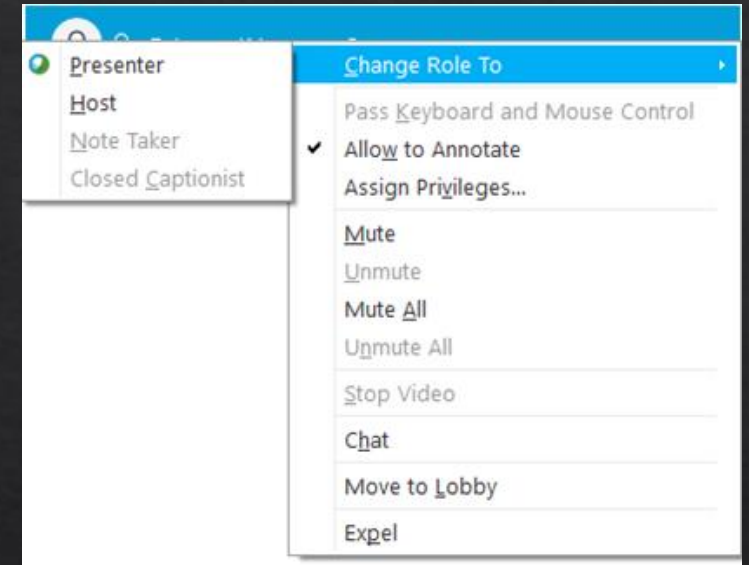 Presenter
Host
Note Taker
Closed Captionist
Change Role To
Pass Keyboard and Mouse Control
Allow to Annotate
Assign Privileges...
Mute
Unmute
Mute All
Unmute All
Stop Video
Chat
Move to Lobby
Expel